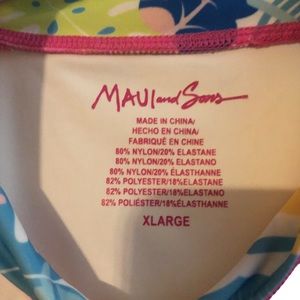 MAUI and Sons
MADE IN CHINA/
HECHO EN CHINA/
FABRIQUÉ EN CHINE
80% NYLON/20% ELASTANE
80% NYLON/20% ELASTANO
80% NYLON/20% ÉLASTHANNE
82% POLYESTER/18%ELASTANE
82% POLYESTER/18%ELASTANO
82% POLIÉSTER/18%ÉLASTHANNE
XLARGE